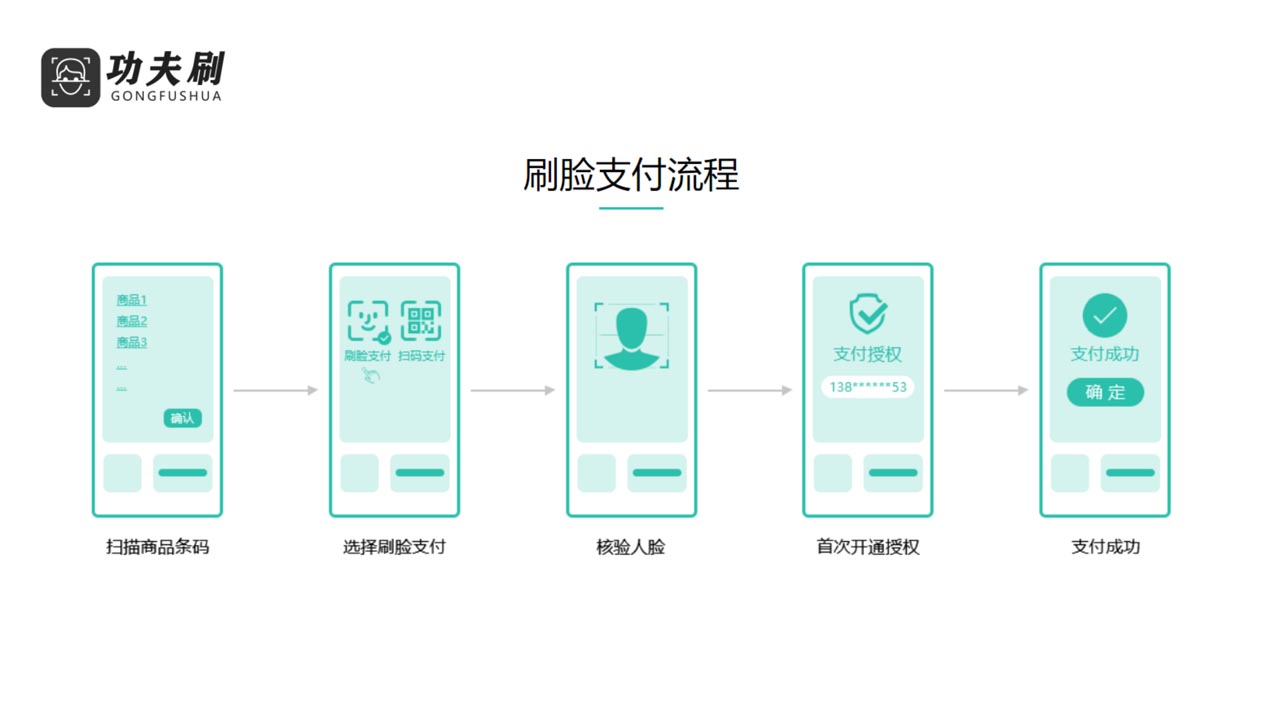 功夫刷
GONGFUSHUA
刷脸支付流程
商品1
商品2
商品3
...
...
确认
刷脸支付 扫码支付
支付授权
138******53
支付成功
确 定
扫描商品条码
选择刷脸支付
核验人脸
首次开通授权
支付成功